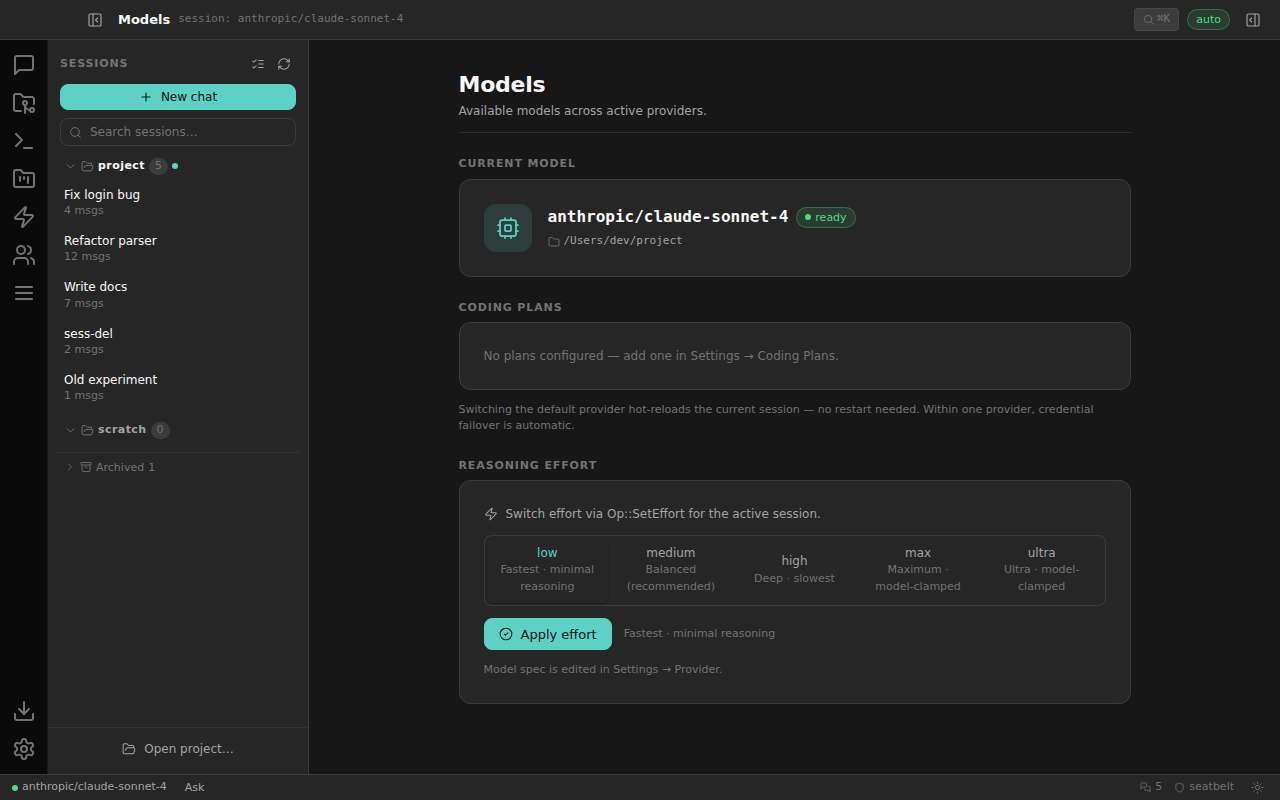 Models session: anthropic/claude-sonnet-4
⌘K
auto
SESSIONS
New chat
Search sessions…
project 5
Fix login bug
4 msgs
Refactor parser
12 msgs
Write docs
7 msgs
sess-del
2 msgs
Old experiment
1 msgs
scratch 0
Archived 1
Open project…
Models
Available models across active providers.
CURRENT MODEL
anthropic/claude-sonnet-4 ready
/Users/dev/project
CODING PLANS
No plans configured — add one in Settings → Coding Plans.
Switching the default provider hot-reloads the current session — no restart needed. Within one provider, credential
failover is automatic.
REASONING EFFORT
Switch effort via Op::SetEffort for the active session.
low
Fastest · minimal
reasoning
medium
Balanced
(recommended)
high
Deep · slowest
max
Maximum ·
model-clamped
ultra
Ultra · model-
clamped
Apply effort
Fastest · minimal reasoning
Model spec is edited in Settings → Provider.
anthropic/claude-sonnet-4 Ask
5 seatbelt